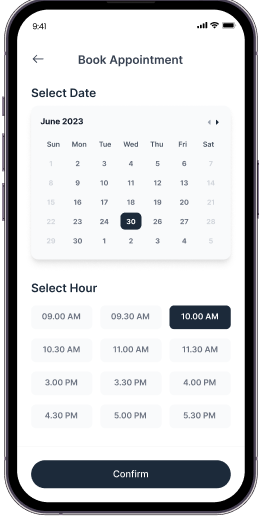 9:41
Book Appointment
Select Date
June 2023
Sun Mon Tue Wed Thu Fri Sat
1 2 3 4 5 6 7
8 9 10 11 12 13 14
15 16 17 18 19 20 21
22 23 24 30 26 27 28
29 30 1 2 3 4 5
Select Hour
09.00 AM 09.30 AM 10.00 AM
10.30 AM 11.00 AM 11.30 AM
3.00 PM 3.30 PM 4.00 PM
4.30 PM 5.00 PM 5.30 PM
Confirm